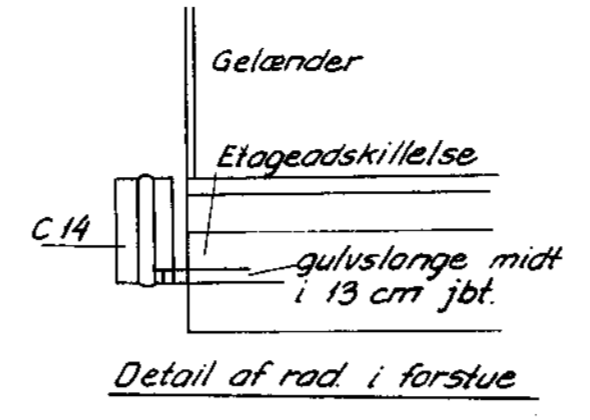 Gelænder
Etageadskillelse
C 14
gulvslange midt
i 13 cm jbt.
Detail af rad. i forstue